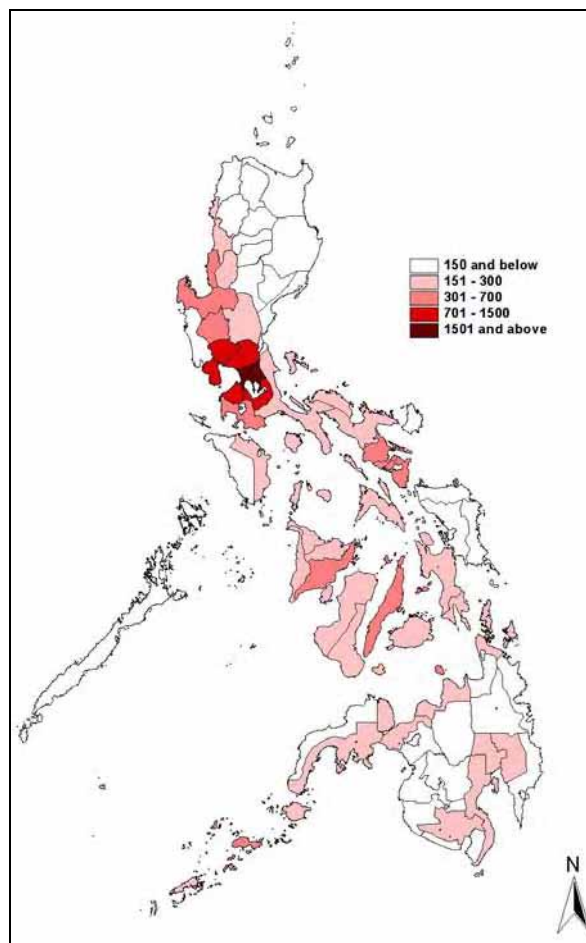 150 and below
151 - 300
301 - 700
701 - 1500
1501 and above
N